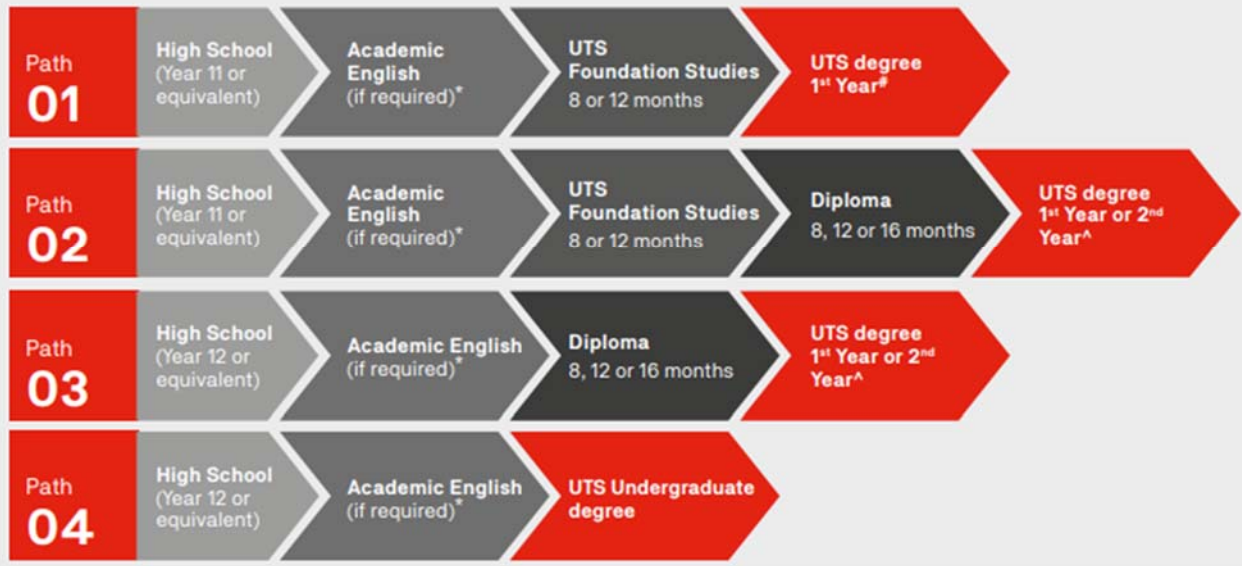 Path
01
High School
(Year 11 or
equivalent)
Academic
English
(if required)*
UTS
Foundation Studies
8 or 12 months
UTS degree
1st Year#
Path
02
High School
(Year 11 or
equivalent)
Academic
English
(if required)*
UTS
Foundation Studies
8 or 12 months
Diploma
8, 12 or 16 months
UTS degree
1st Year or 2nd
Year^
Path
03
High School
(Year 12 or
equivalent)
Academic English
(if required)*
Diploma
8, 12 or 16 months
UTS degree
1st Year or 2nd
Year^
Path
04
High School
(Year 12 or
equivalent)
Academic English
(if required)*
UTS Undergraduate
degree